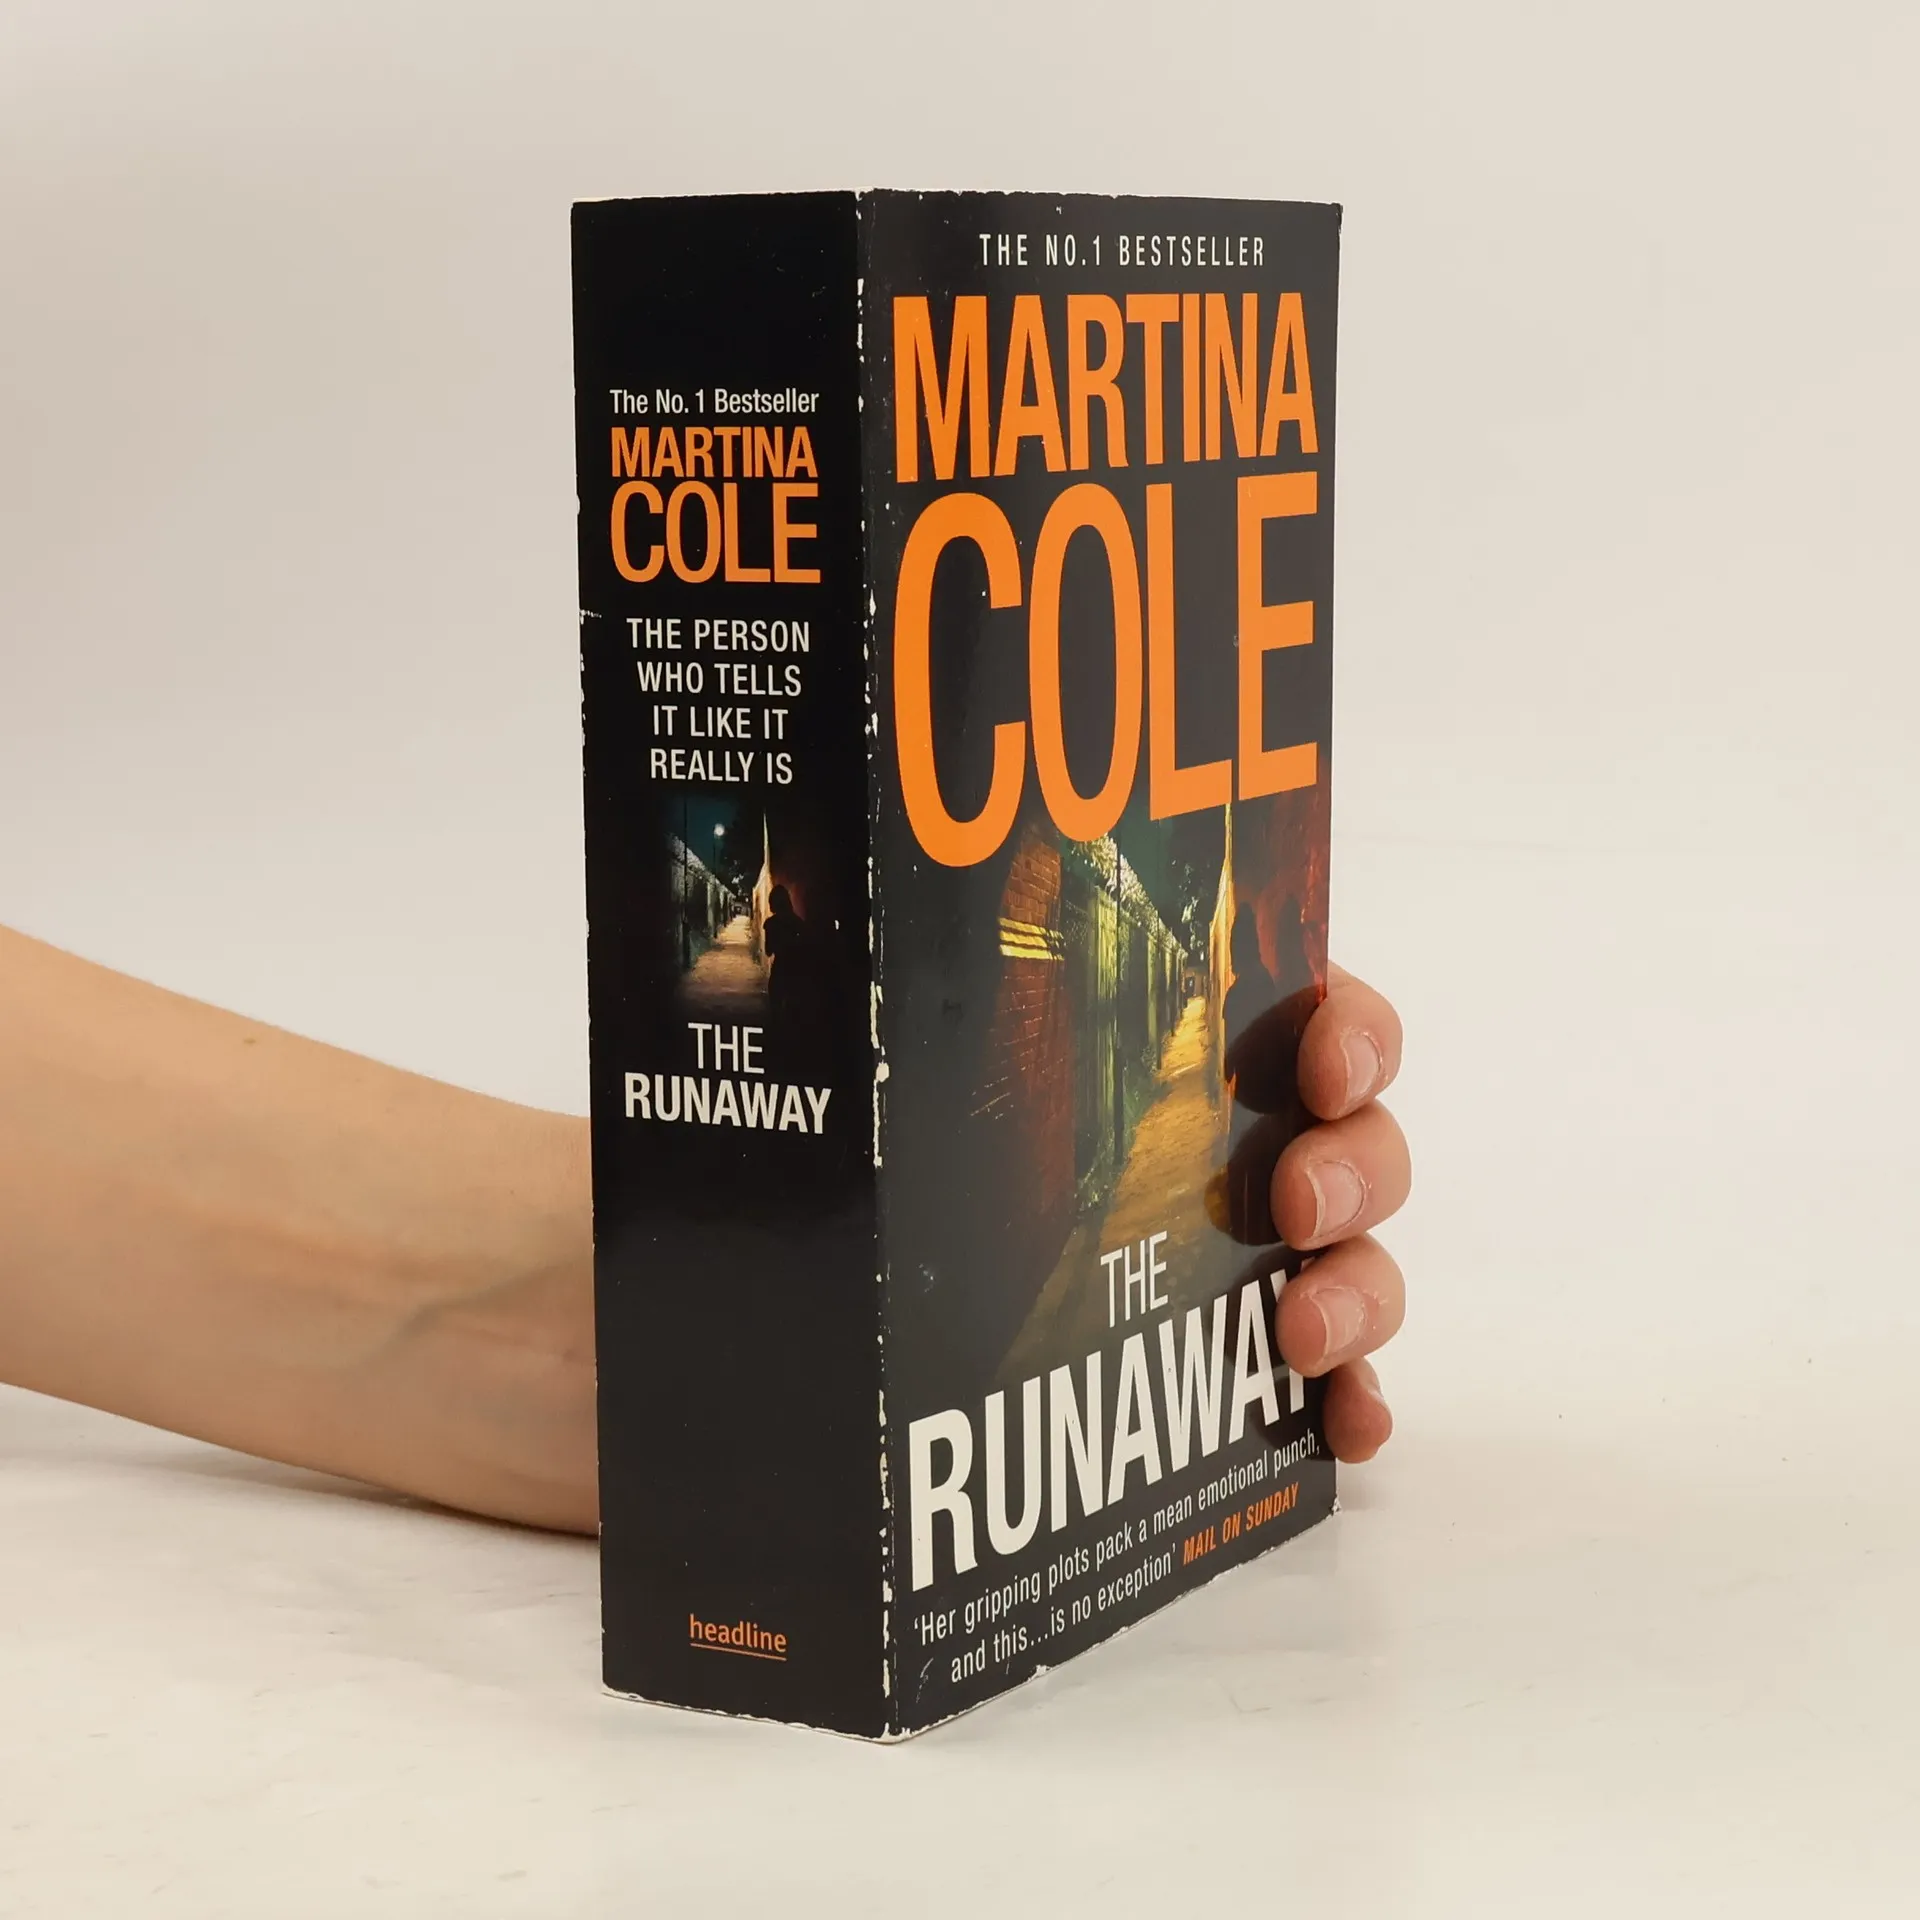 The No. 1 Bestseller
MARTINA
COLE
THE PERSON
WHO TELLS
IT LIKE IT
REALLY IS
THE
RUNAWAY
headline
THE NO.1 BESTSELLER
MARTINA
COLE
THE
RUNAWAY
‘Her gripping plots pack a mean emotional punch,
and this...is no exception’ MAIL ON SUNDAY